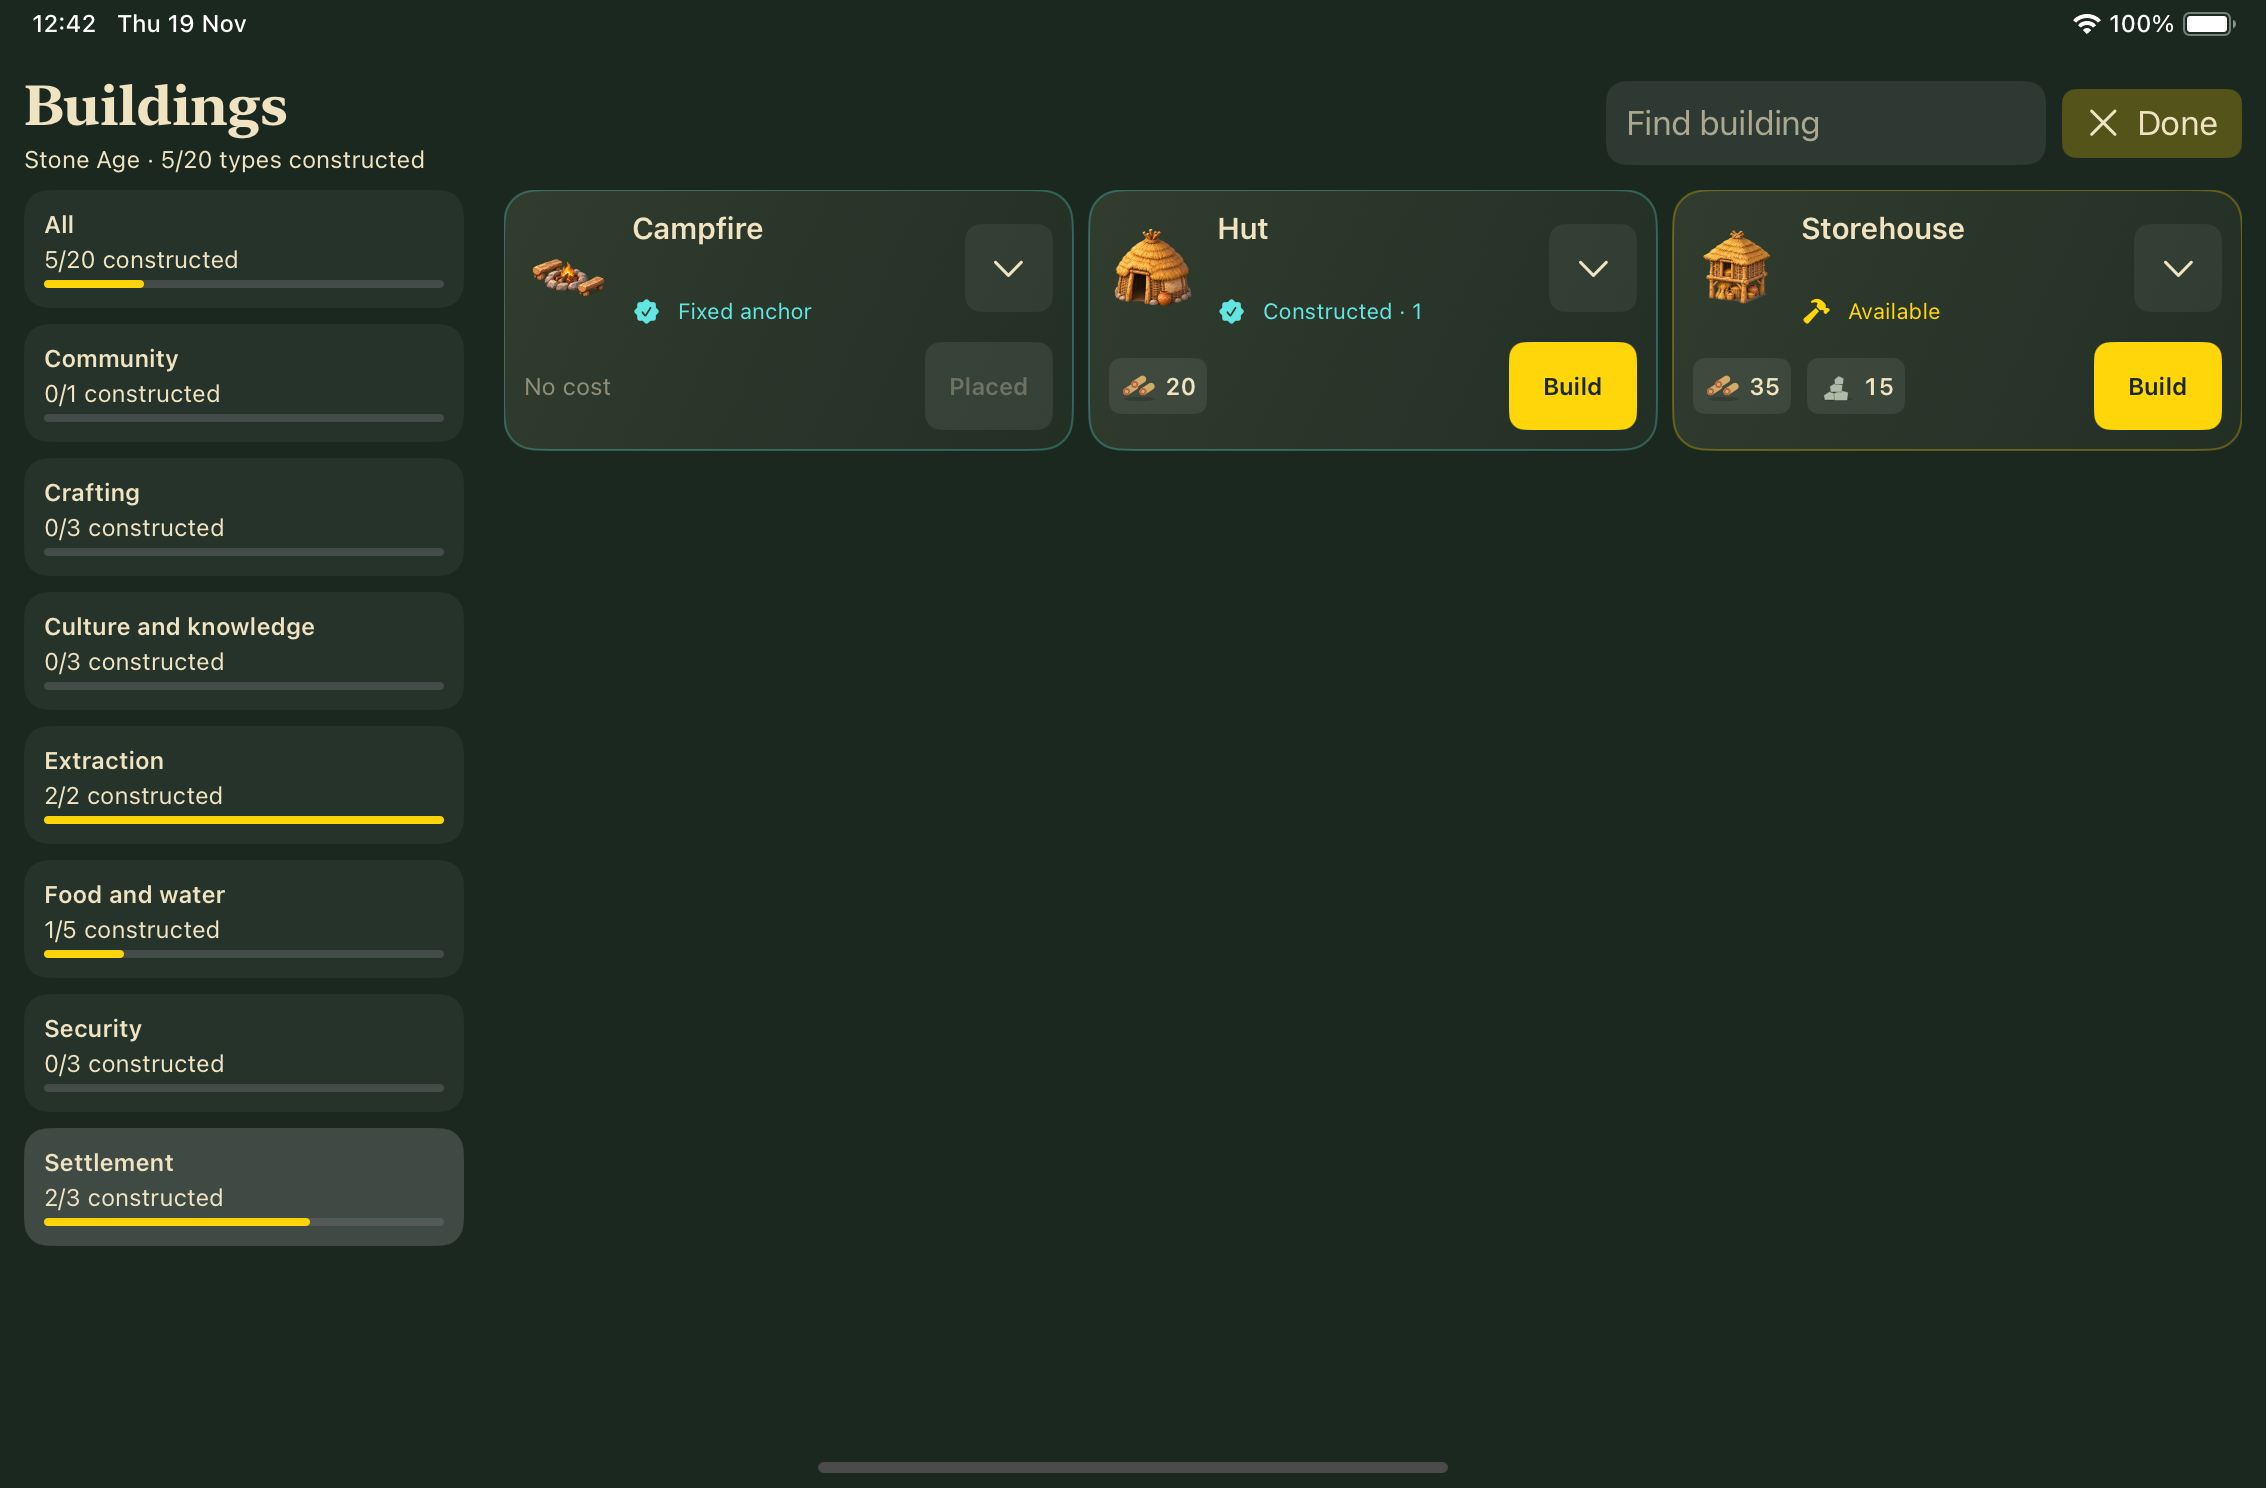 12:42 Thu 19 Nov
100%
Buildings
Stone Age · 5/20 types constructed
Find building
Done
All
5/20 constructed
Community
0/1 constructed
Crafting
0/3 constructed
Culture and knowledge
0/3 constructed
Extraction
2/2 constructed
Food and water
1/5 constructed
Security
0/3 constructed
Settlement
2/3 constructed
Campfire
Fixed anchor
No cost
Placed
Hut
Constructed · 1
20
Build
Storehouse
Available
35
15
Build